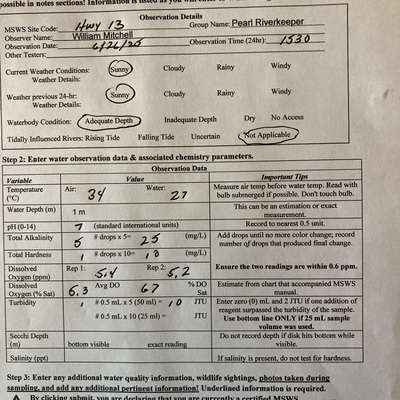 possible in notes sections! Information is listed as you will
Observation Details
MSWS Site Code: Hwy 13 Group Name: Pearl Riverkeeper
Observer Name: William Mitchell
Observation Date: 6/26/25 Observation Time (24hr): 1530
Other Testers:
Current Weather Conditions: Sunny Cloudy Rainy Windy
Weather Details:
Weather previous 24-hr: Sunny Cloudy Rainy Windy
Weather Details:
Waterbody Condition: Adequate Depth Inadequate Depth Dry No Access
Tidally Influenced Rivers: Rising Tide Falling Tide Uncertain Not Applicable
Step 2: Enter water observation data & associated chemistry parameters.
Observation Data
Variable Value Important Tips
Temperature (°C) Air: 34 Water: 27 Measure air temp before water temp. Read with
bulb submerged if possible. Don't touch bulb.
Water Depth (m) 1 m This can be an estimation or exact
measurement.
pH (0-14) 7 (standard international units) Record to nearest 0.5 unit.
Total Alkalinity 5 # drops x 5= 25 (mg/L) Add drops until no more color change; record
number of drops that produced final change.
Total Hardness 1 # drops x 10= 10 (mg/L)
Dissolved Oxygen (ppm) Rep 1: 5.4 Rep 2: 5.2 Ensure the two readings are within 0.6 ppm.
Dissolved Oxygen (% Sat) 5.3 Avg DO 67 % DO Sat Estimate from chart that accompanied MSWS
manual.
Turbidity 1 # 0.5 mL x 5 (50 ml) = 10 JTU Enter zero (0) mL and 2 JTU if one addition of
reagent surpassed the turbidity of the sample.
# 0.5 mL x 10 (25 ml) = JTU Use bottom line ONLY if 25 mL sample
volume was used.
Secchi Depth (m) bottom visible exact reading Do not record depth if disk hits bottom while
visible.
Salinity (ppt) If salinity is present, do not test for hardness.
Step 3: Enter any additional water quality information, wildlife sightings, photos taken during
sampling, and add any additional pertinent information! Underlined information is required.
By clicking submit, you are declaring that you are currently a certified MSWS